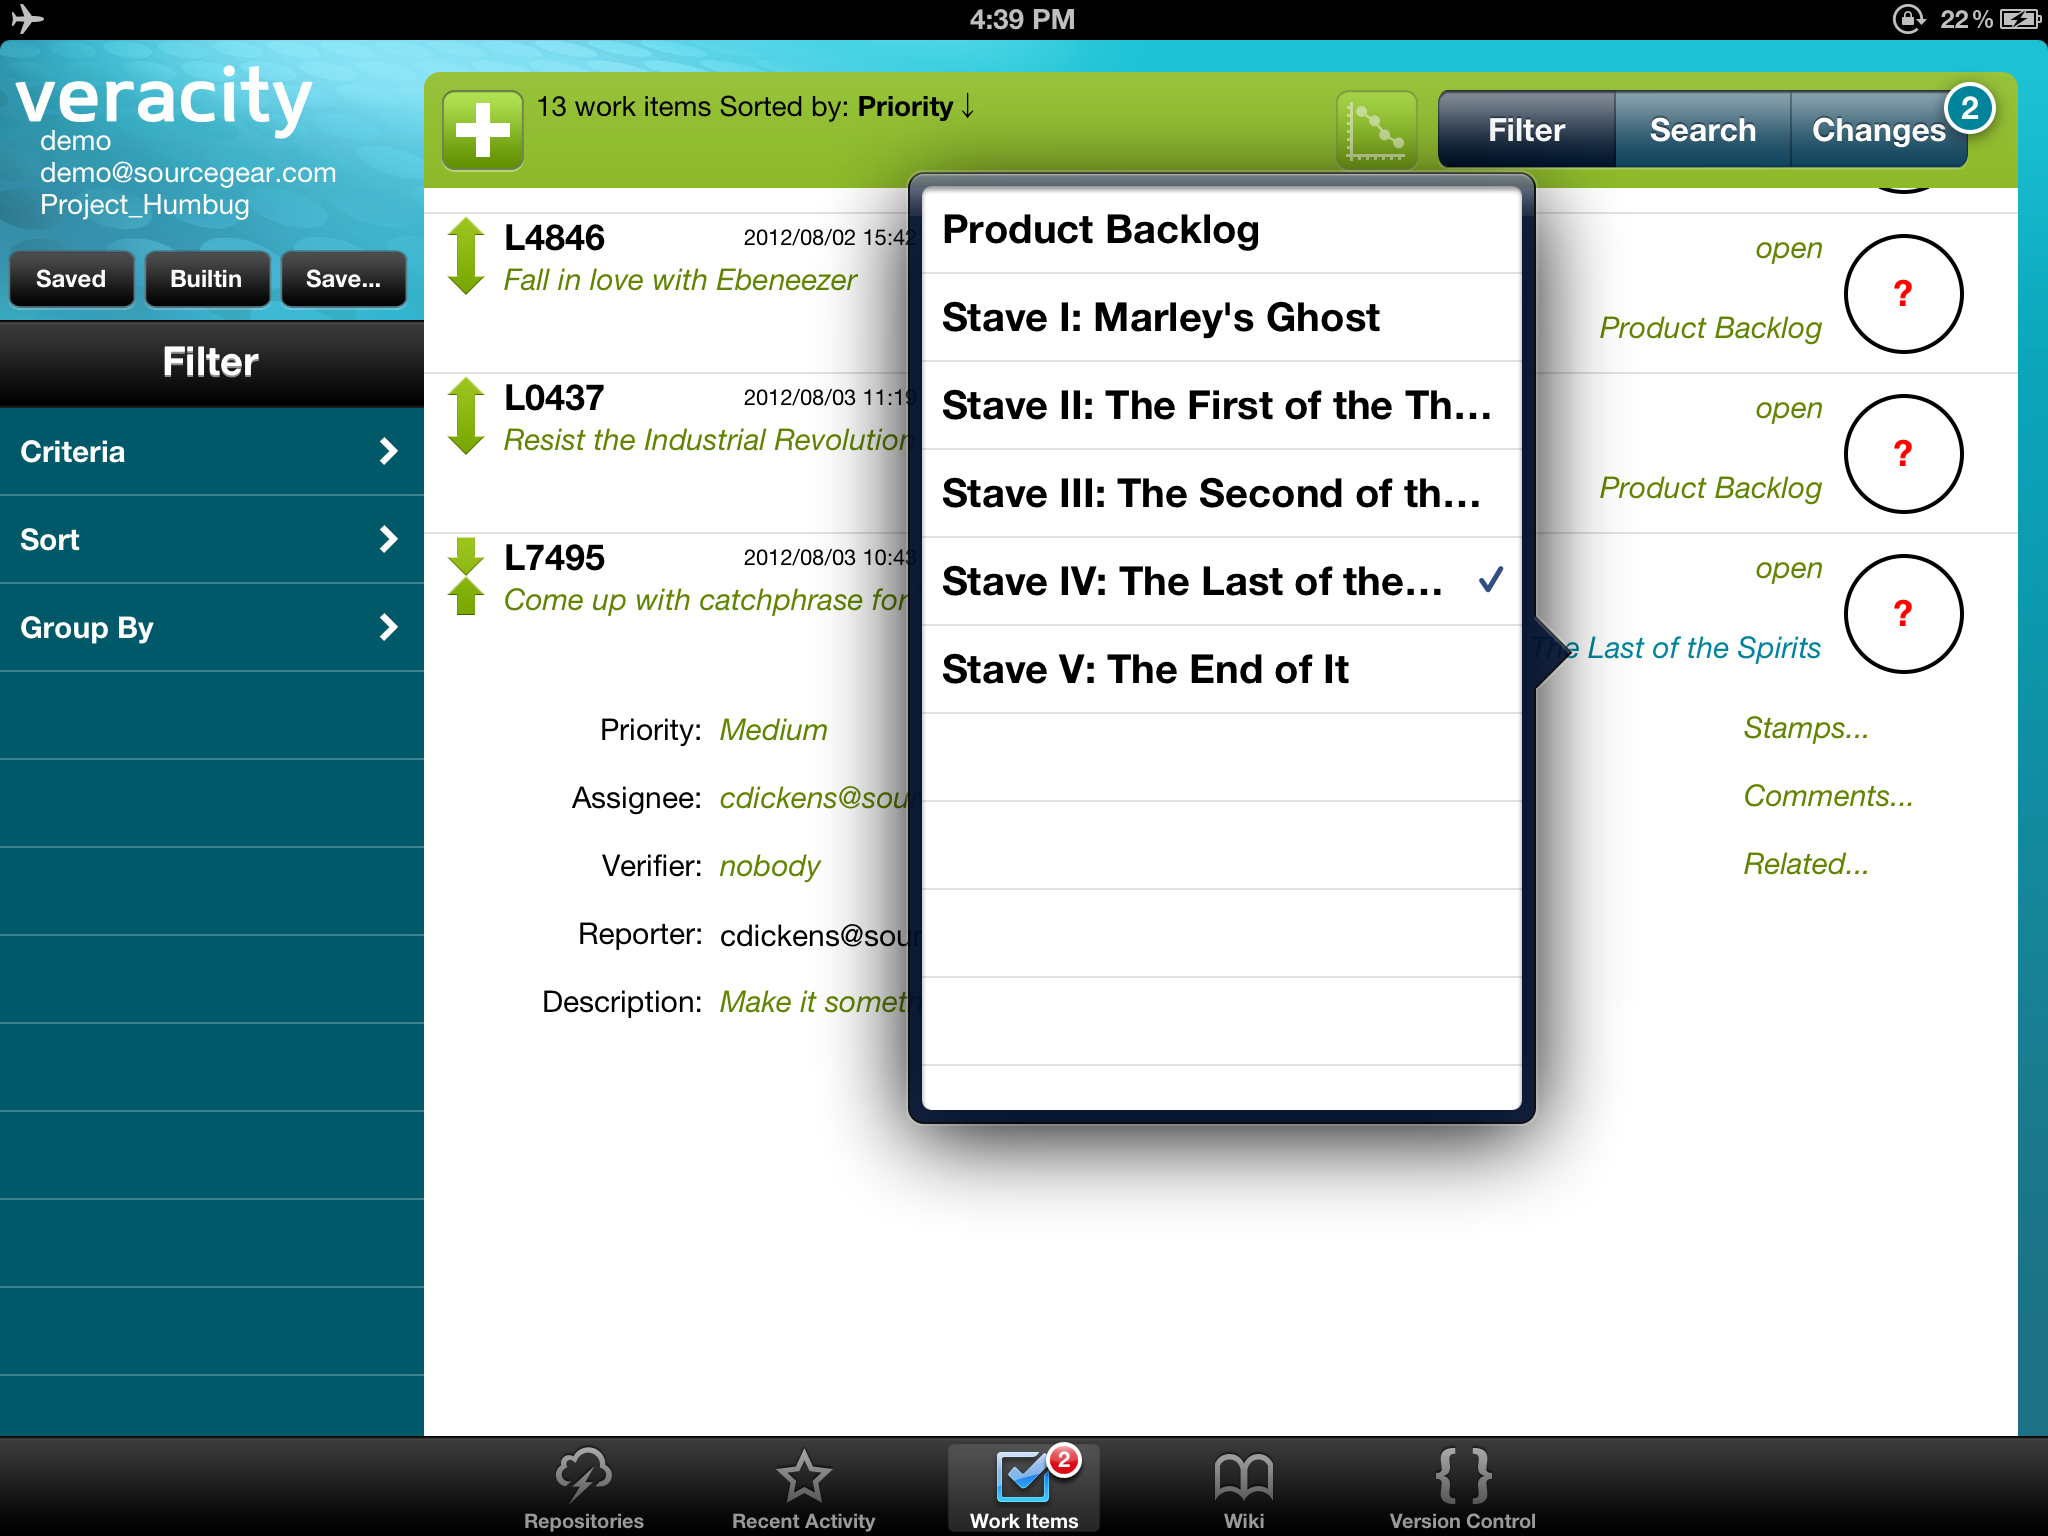 4:39 PM
22%
veracity
demo
demo@sourcegear.com
Project_Humbug
Saved
Builtin
Save...
Filter
Criteria
Sort
Group By
13 work items Sorted by: Priority ↓
Filter
Search
Changes
2
L4846
2012/08/02 15:42
Fall in love with Ebeneezer
open
Product Backlog
?
L0437
2012/08/03 11:19
Resist the Industrial Revolution
open
Product Backlog
?
L7495
2012/08/03 10:43
Come up with catchphrase for
open
The Last of the Spirits
?
Priority: Medium
Assignee: cdickens@sour
Verifier: nobody
Reporter: cdickens@sour
Description: Make it someth
Stamps...
Comments...
Related...
Product Backlog
Stave I: Marley's Ghost
Stave II: The First of the Th...
Stave III: The Second of th...
Stave IV: The Last of the...
Stave V: The End of It
Repositories
Recent Activity
2
Work Items
Wiki
{ }
Version Control